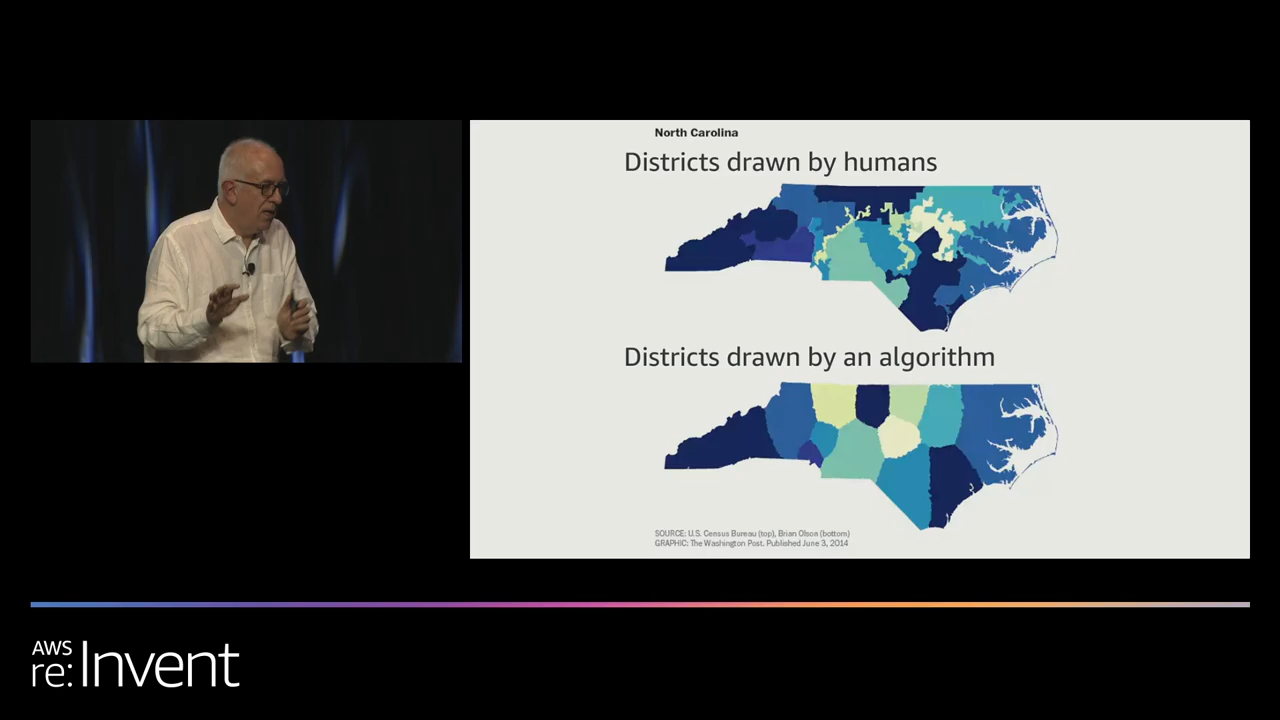 North Carolina
Districts drawn by humans
Districts drawn by an algorithm
SOURCE: U.S. Census Bureau (top), Brian Olson (bottom)
GRAPHIC: The Washington Post. Published June 3, 2014
AWS
re:Invent